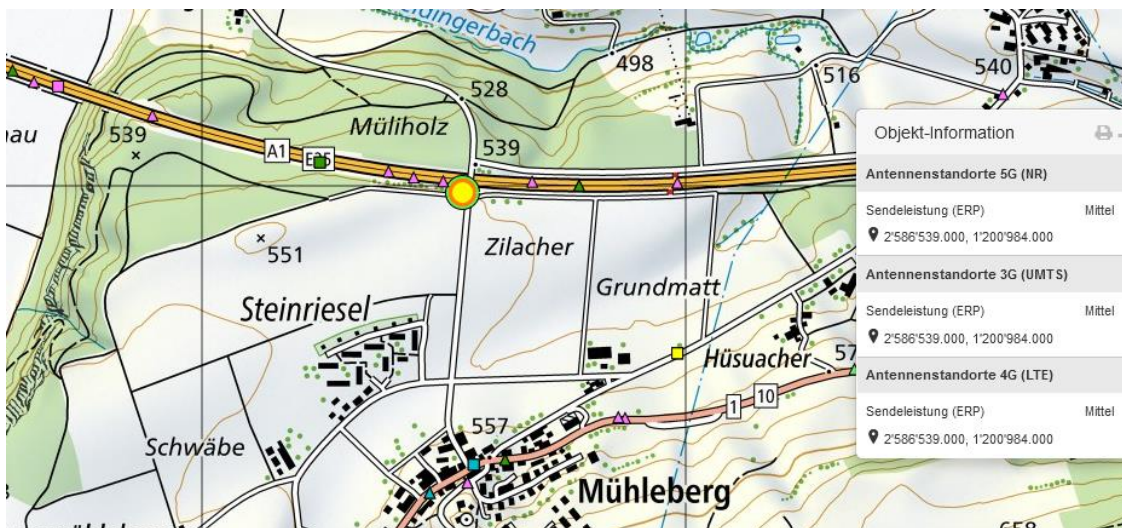 dingerbach
498
516
540
528
Müliholz
539
au
539
A1
E25
551
Zilacher
Grundmatt
Steinriesel
Hüsuacher
57
1
10
557
Schwäbe
Mühleberg
658
Objekt-Information
Antennenstandorte 5G (NR)
Sendeleistung (ERP) Mittel
2'586'539.000, 1'200'984.000
Antennenstandorte 3G (UMTS)
Sendeleistung (ERP) Mittel
2'586'539.000, 1'200'984.000
Antennenstandorte 4G (LTE)
Sendeleistung (ERP) Mittel
2'586'539.000, 1'200'984.000